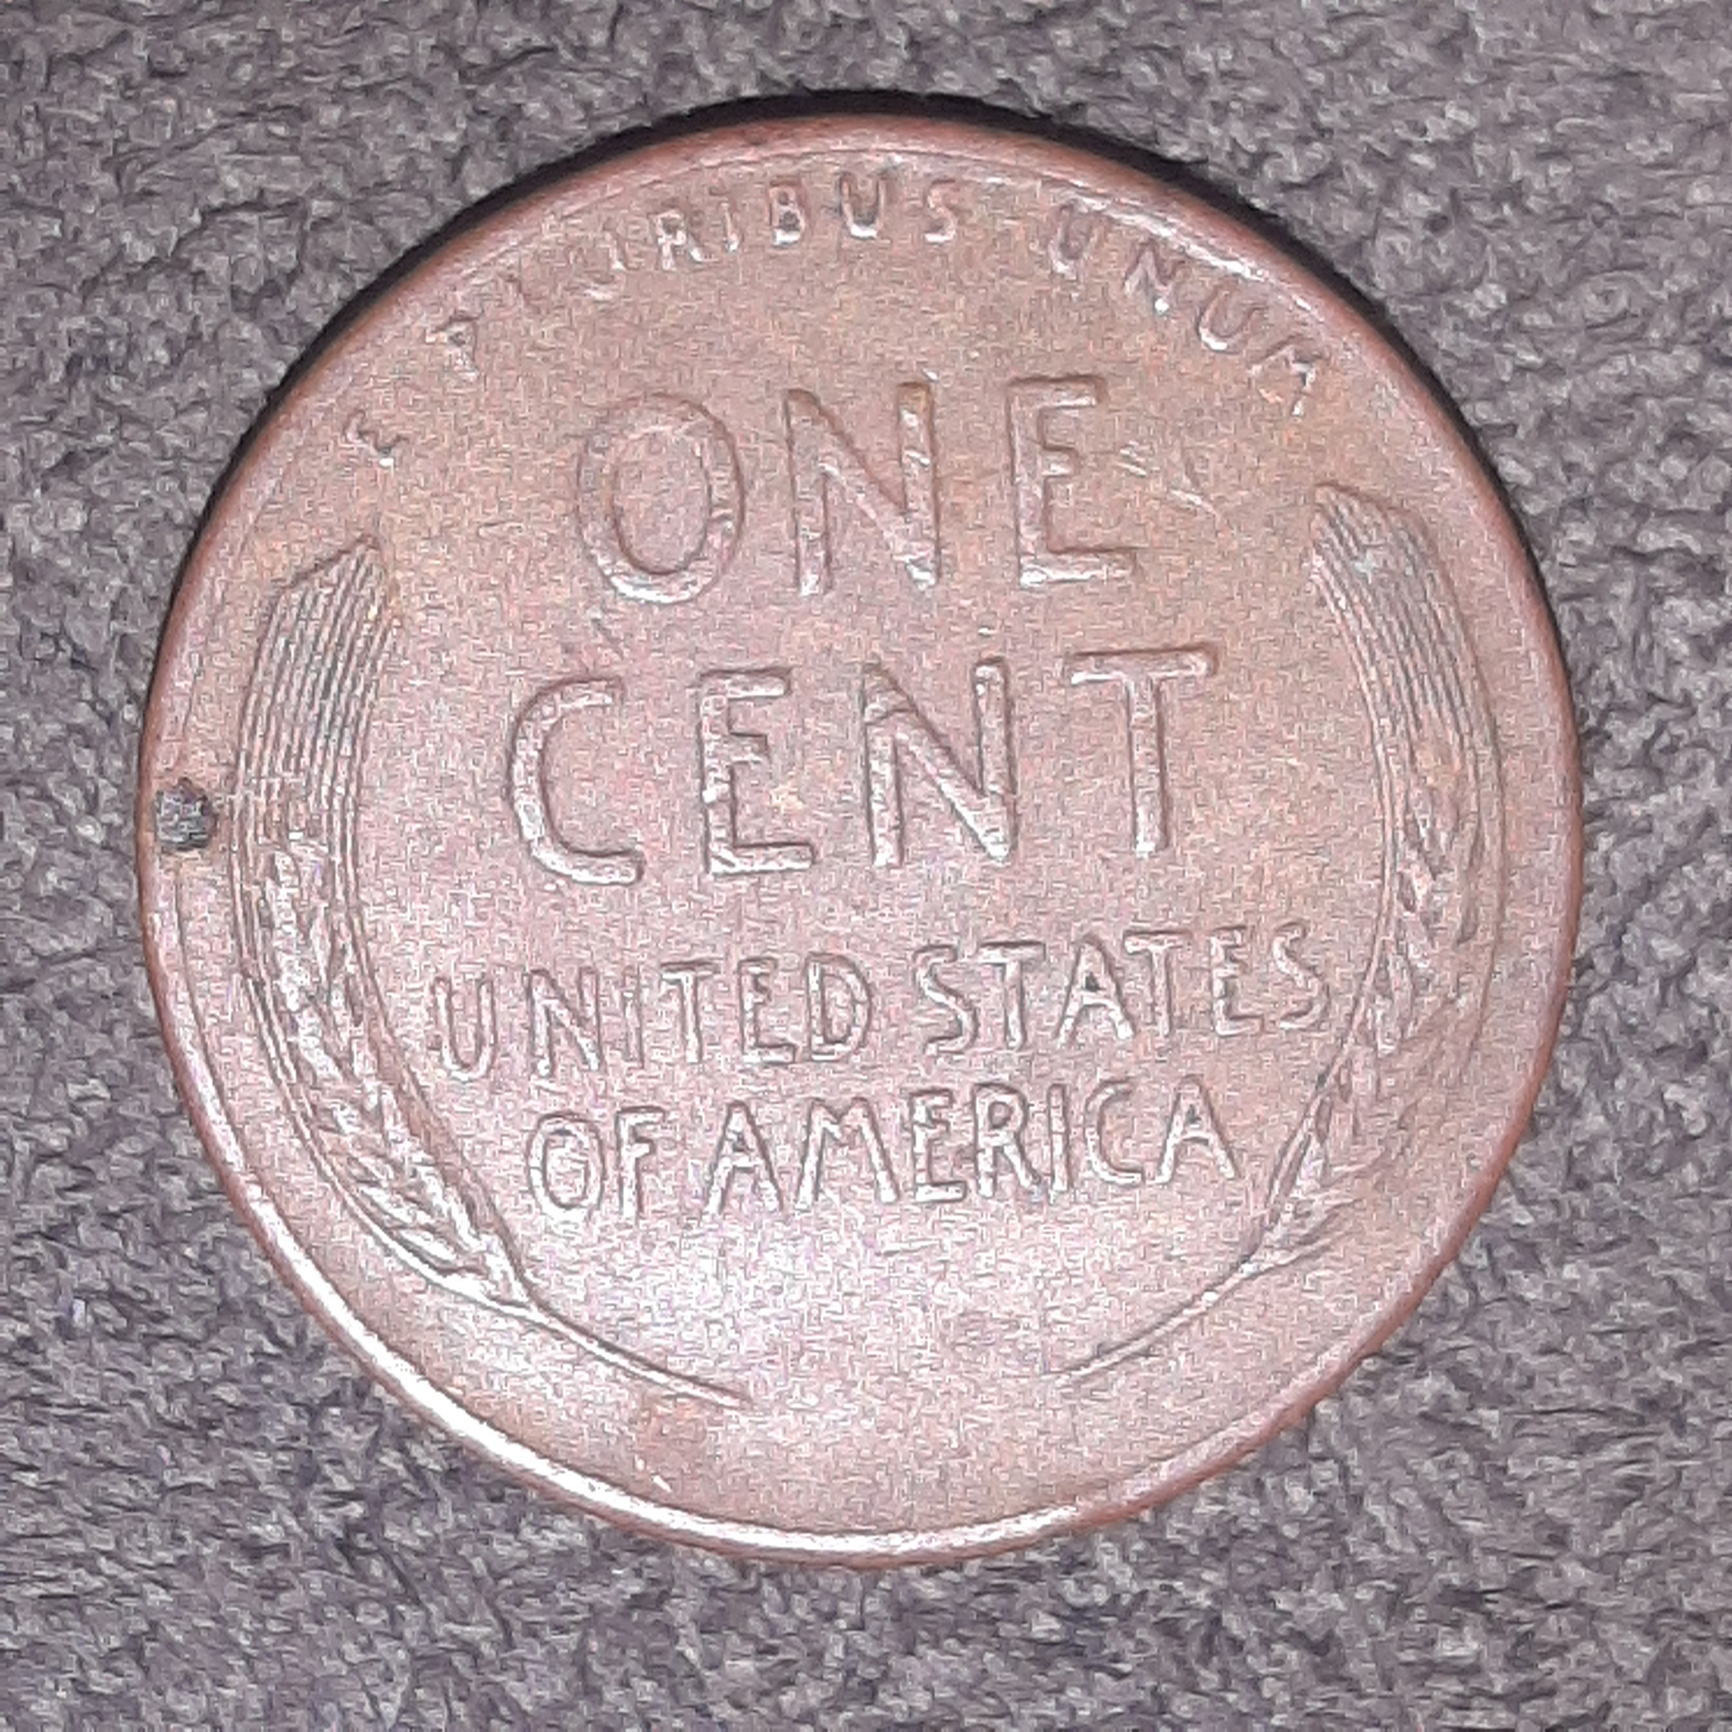 E PLURIBUS UNUM
ONE
CENT
UNITED STATES
OF AMERICA